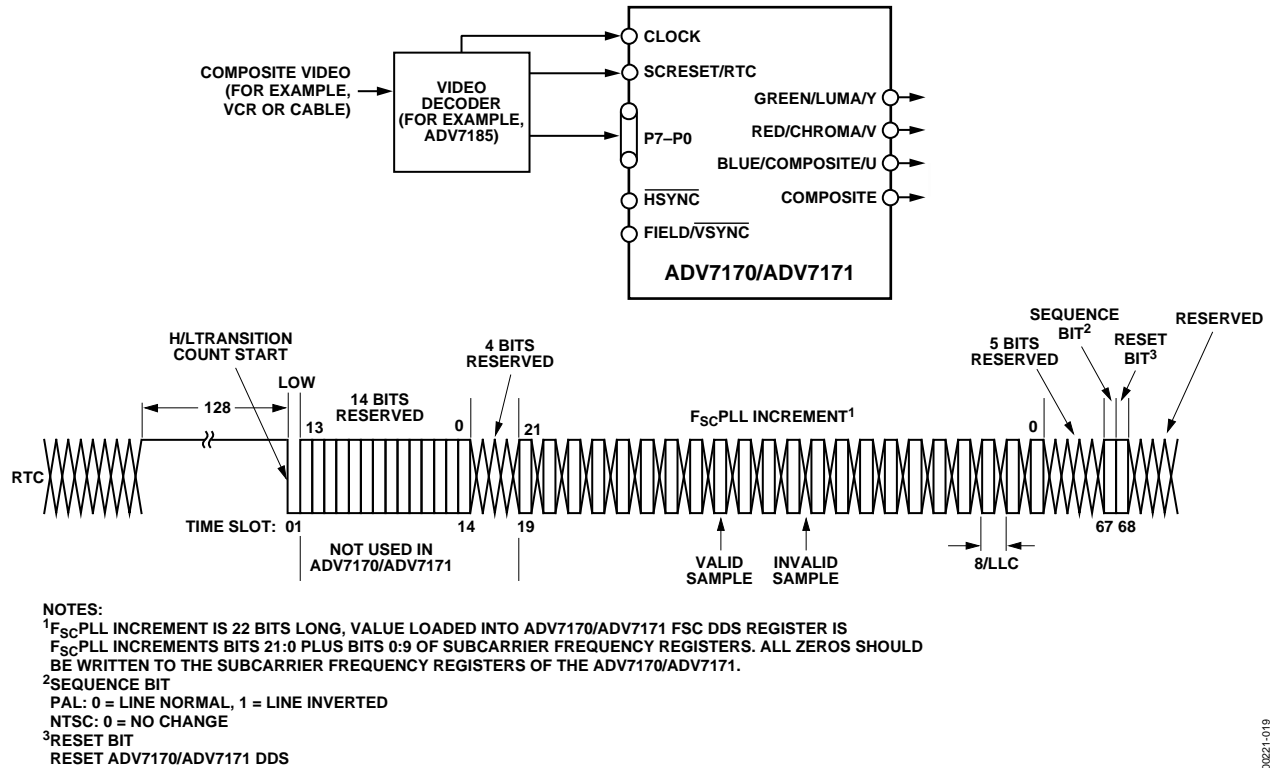 CLOCK
COMPOSITE VIDEO
(FOR EXAMPLE,
VCR OR CABLE)
VIDEO
DECODER
(FOR EXAMPLE,
ADV7185)
SCRESET/RTC
P7–P0
HSYNC
FIELD/VSYNC
GREEN/LUMA/Y
RED/CHROMA/V
BLUE/COMPOSITE/U
COMPOSITE
ADV7170/ADV7171
H/LTRANSITION
COUNT START
LOW
128
13
14 BITS
RESERVED
0
4 BITS
RESERVED
21
FSCPLL INCREMENT1
0
5 BITS
RESERVED
SEQUENCE
BIT2
RESET
BIT3
RESERVED
RTC
TIME SLOT: 01
14
19
67 68
NOT USED IN
ADV7170/ADV7171
VALID
SAMPLE
INVALID
SAMPLE
8/LLC
NOTES:
1FSCPLL INCREMENT IS 22 BITS LONG, VALUE LOADED INTO ADV7170/ADV7171 FSC DDS REGISTER IS
FSCPLL INCREMENTS BITS 21:0 PLUS BITS 0:9 OF SUBCARRIER FREQUENCY REGISTERS. ALL ZEROS SHOULD
BE WRITTEN TO THE SUBCARRIER FREQUENCY REGISTERS OF THE ADV7170/ADV7171.
2SEQUENCE BIT
PAL: 0 = LINE NORMAL, 1 = LINE INVERTED
NTSC: 0 = NO CHANGE
3RESET BIT
RESET ADV7170/ADV7171 DDS
00221-019